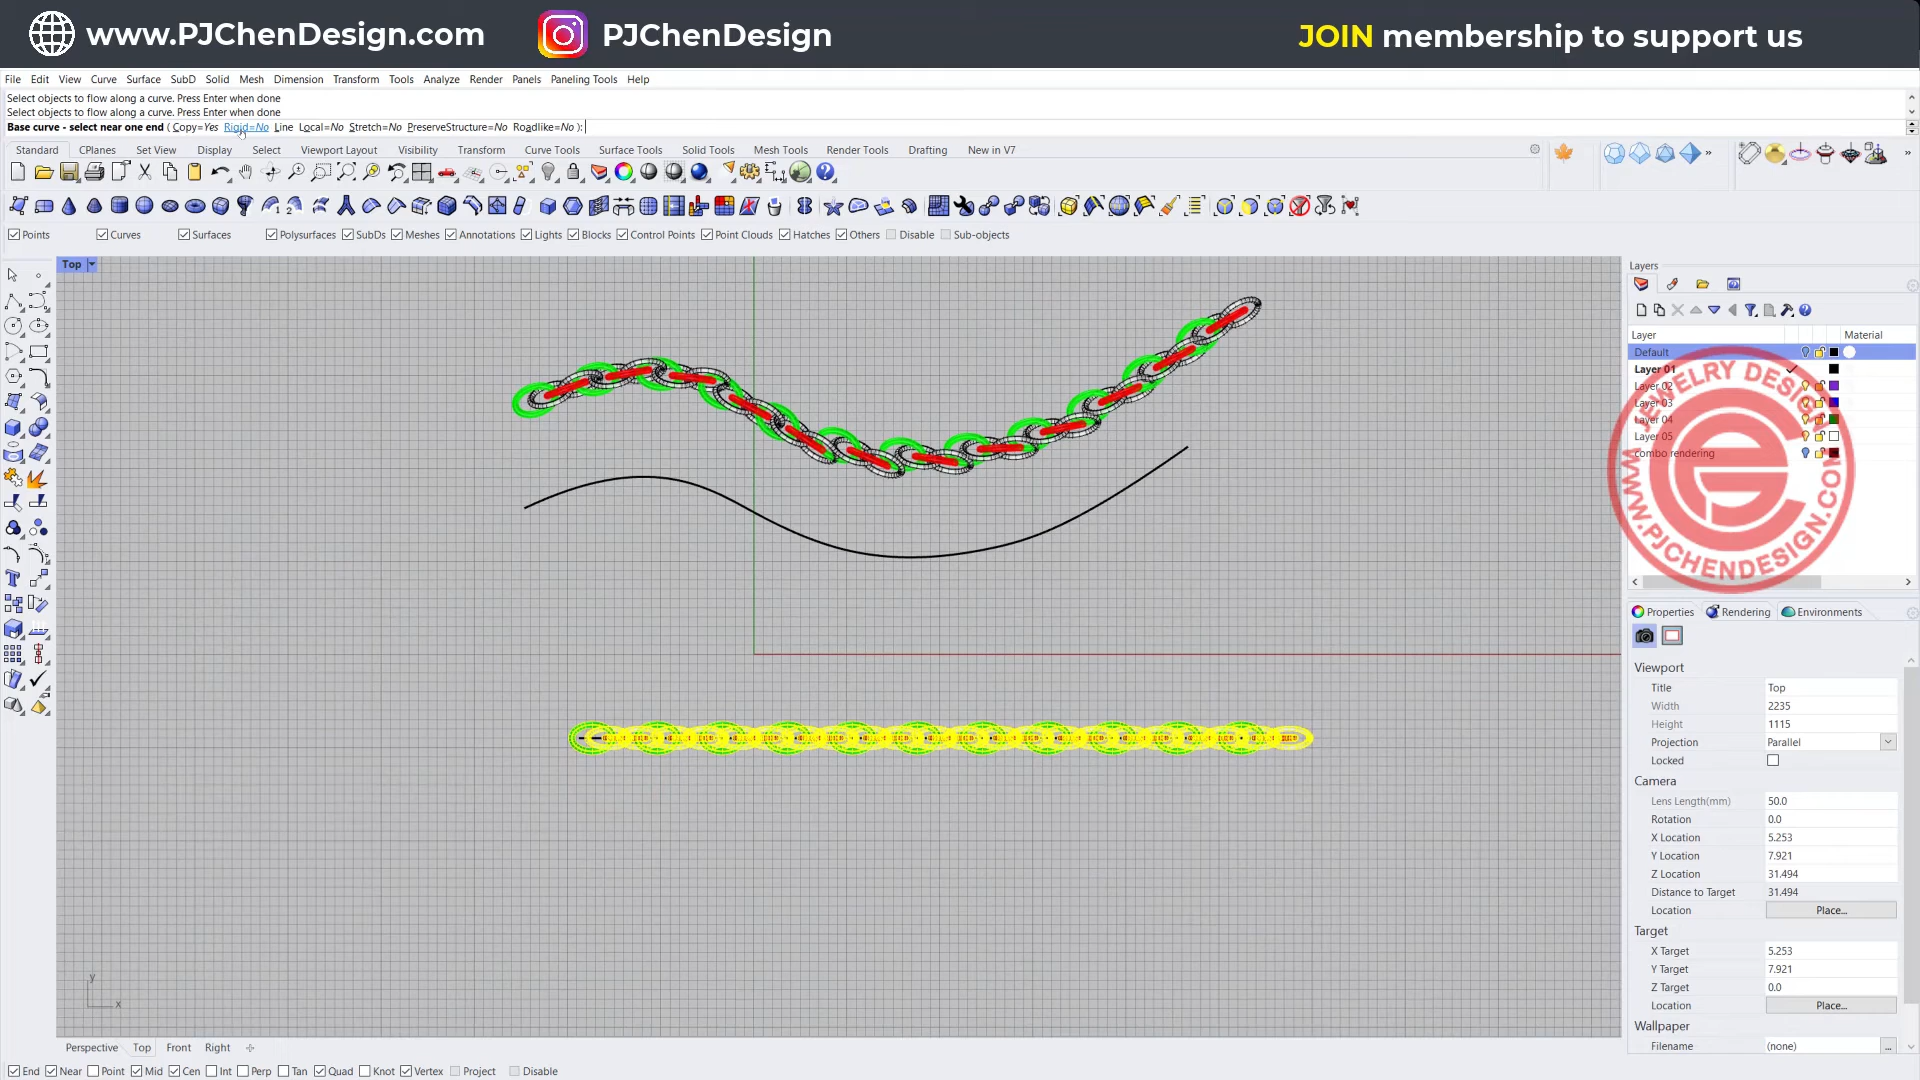 www.PJChenDesign.com PJChenDesign JOIN membership to support us
File Edit View Curve Surface SubD Solid Mesh Dimension Transform Tools Analyze Render Panels Paneling Tools Help
Select objects to flow along a curve. Press Enter when done
Select objects to flow along a curve. Press Enter when done
Base curve - select near one end ( Copy=Yes Rigid=No Line Local=No Stretch=No PreserveStructure=No Roadlike=No ):
Standard CPlanes Set View Display Select Viewport Layout Visibility Transform Curve Tools Surface Tools Solid Tools Mesh Tools Render Tools Drafting New in V7
Points Curves Surfaces Polysurfaces SubDs Meshes Annotations Lights Blocks Control Points Point Clouds Hatches Others Disable Sub-objects
Top
Layers
Layer Material
Default
Layer 01
Layer 02
Layer 03
Layer 04
Layer 05
combo rendering
JEWELRY DESIGN
WWW.PJCHENDESIGN.COM
Properties Rendering Environments
Viewport
Title Top
Width 2235
Height 1115
Projection Parallel
Locked
Camera
Lens Length(mm) 50.0
Rotation 0.0
X Location 5.253
Y Location 7.921
Z Location 31.494
Distance to Target 31.494
Location Place...
Target
X Target 5.253
Y Target 7.921
Z Target 0.0
Location Place...
Wallpaper
Filename (none) ...
y
x
Perspective Top Front Right
End Near Point Mid Cen Int Perp Tan Quad Knot Vertex Project Disable